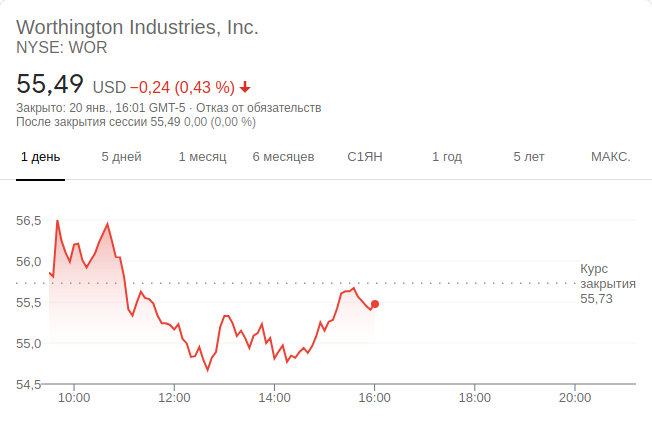 Worthington Industries, Inc.
NYSE: WOR
55,49 USD −0,24 (0,43 %)
Закрыто: 20 янв., 16:01 GMT-5 · Отказ от обязательств
После закрытия сессии 55,49 0,00 (0,00 %)
1 день 5 дней 1 месяц 6 месяцев С1ЯН 1 год 5 лет МАКС.
56,5
56,0
Курс
закрытия
55,73
55,5
55,0
54,5
10:00 12:00 14:00 16:00 18:00 20:00